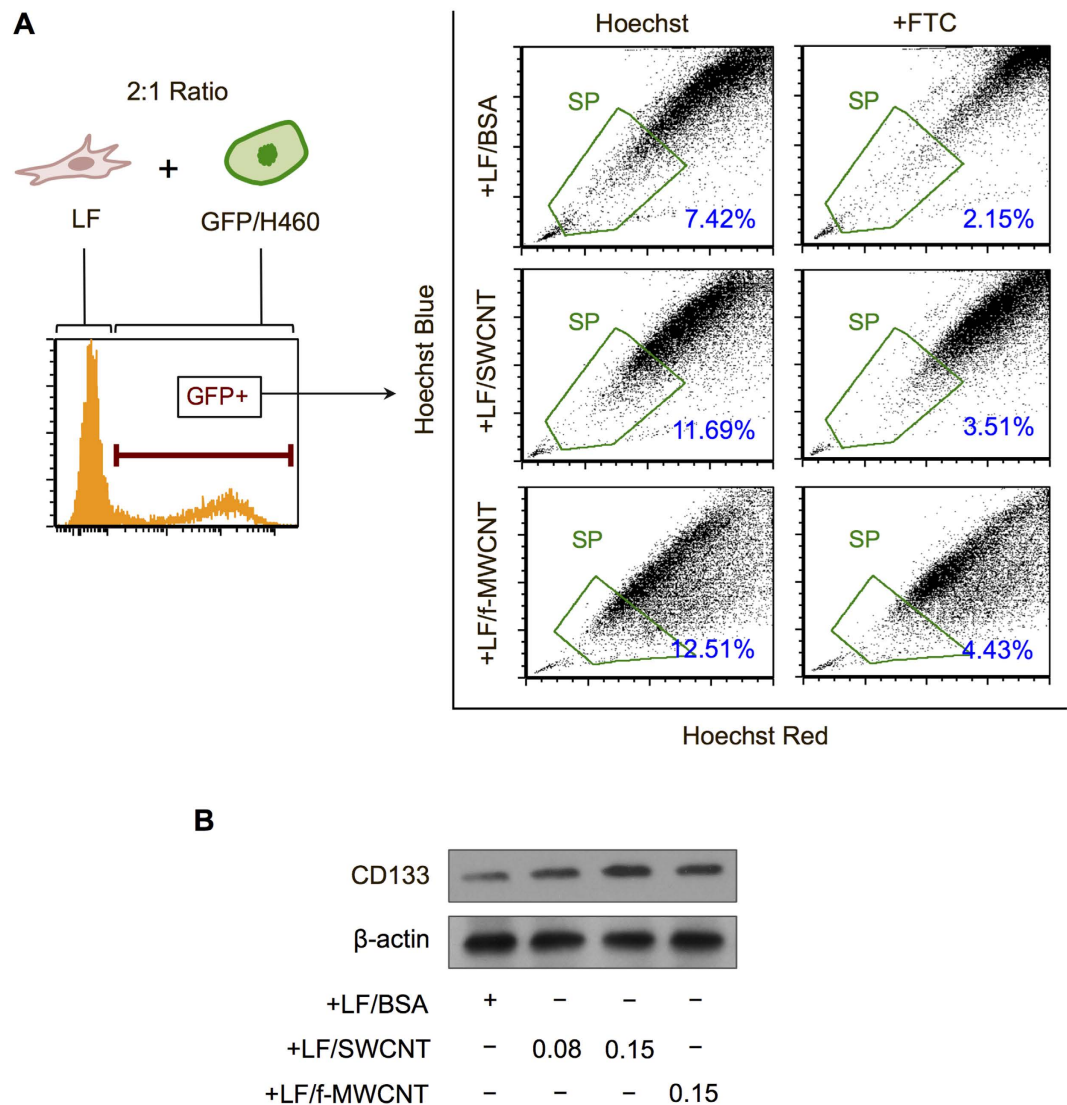 A
2:1 Ratio
+
LF
GFP/H460
GFP+
Hoechst
+FTC
Hoechst Blue
+LF/BSA
SP
7.42%
SP
2.15%
+LF/SWCNT
SP
11.69%
SP
3.51%
+LF/f-MWCNT
SP
12.51%
SP
4.43%
Hoechst Red
B
CD133
β-actin
+LF/BSA + – – –
+LF/SWCNT – 0.08 0.15 –
+LF/f-MWCNT – – – 0.15